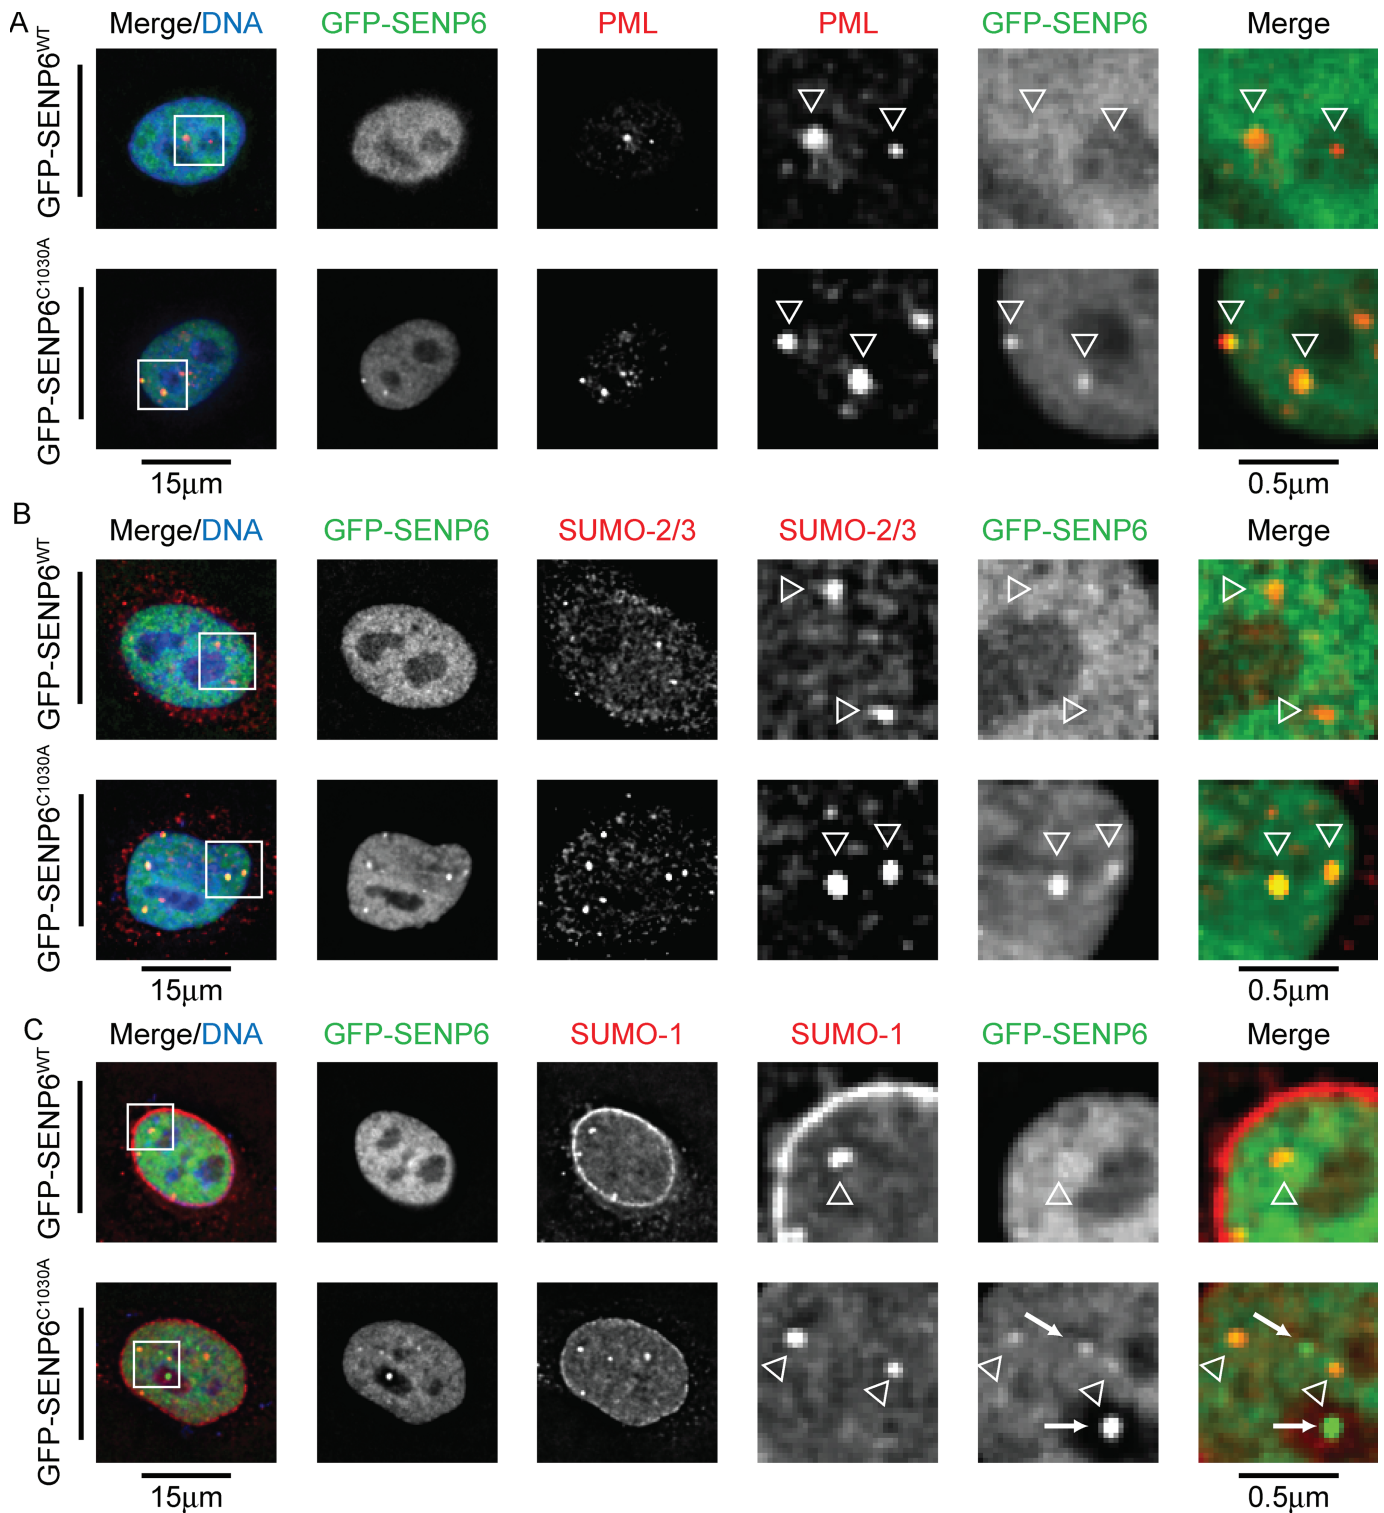 A
Merge/DNA GFP-SENP6 PML PML GFP-SENP6 Merge
GFP-SENP6WT
GFP-SENP6C1030A
15μm 0.5μm
B
Merge/DNA GFP-SENP6 SUMO-2/3 SUMO-2/3 GFP-SENP6 Merge
GFP-SENP6WT
GFP-SENP6C1030A
15μm 0.5μm
C
Merge/DNA GFP-SENP6 SUMO-1 SUMO-1 GFP-SENP6 Merge
GFP-SENP6WT
GFP-SENP6C1030A
15μm 0.5μm